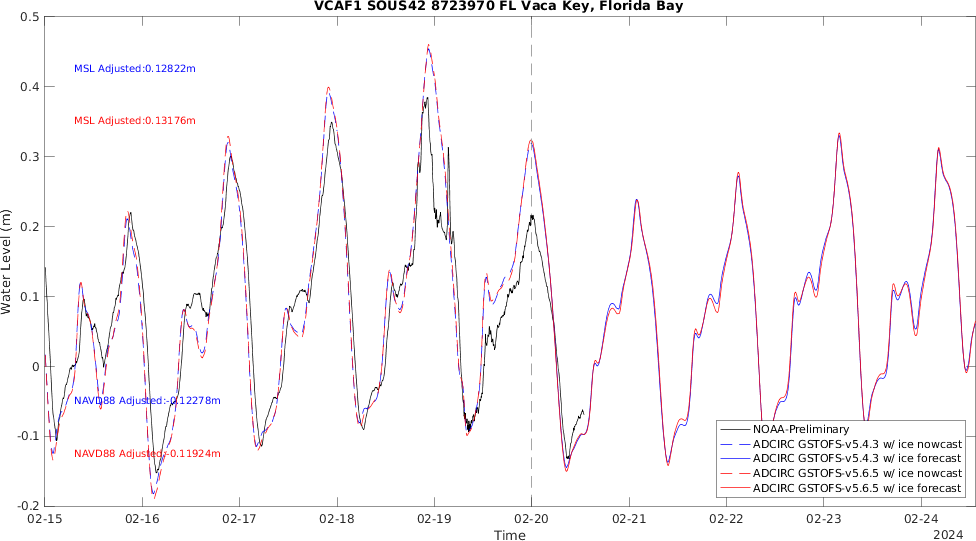 VCAF1 SOUS42 8723970 FL Vaca Key, Florida Bay
0.5
0.4
0.3
0.2
0.1
0
-0.1
-0.2
Water Level (m)
MSL Adjusted:0.12822m
MSL Adjusted:0.13176m
NAVD88 Adjusted:-0.12278m
NAVD88 Adjusted:-0.11924m
NOAA-Preliminary
ADCIRC GSTOFS-v5.4.3 w/ ice nowcast
ADCIRC GSTOFS-v5.4.3 w/ ice forecast
ADCIRC GSTOFS-v5.6.5 w/ ice nowcast
ADCIRC GSTOFS-v5.6.5 w/ ice forecast
02-15 02-16 02-17 02-18 02-19 02-20 02-21 02-22 02-23 02-24
Time
2024